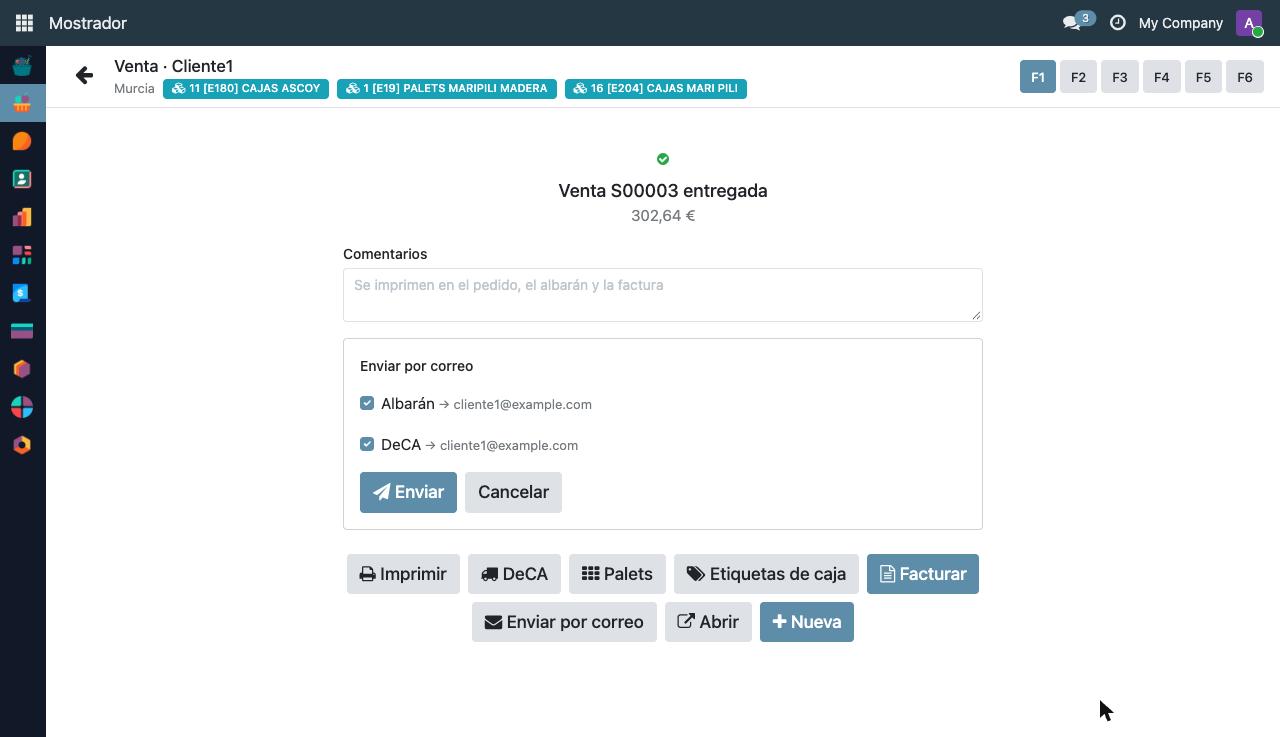 Mostrador
3
My Company
A
Venta · Cliente1
Murcia
11 [E180] CAJAS ASCOY
1 [E19] PALETS MARIPILI MADERA
16 [E204] CAJAS MARI PILI
F1
F2
F3
F4
F5
F6
Venta S00003 entregada
302,64 €
Comentarios
Se imprimen en el pedido, el albarán y la factura
Enviar por correo
Albarán → cliente1@example.com
DeCA → cliente1@example.com
Enviar
Cancelar
Imprimir
DeCA
Palets
Etiquetas de caja
Facturar
Enviar por correo
Abrir
Nueva